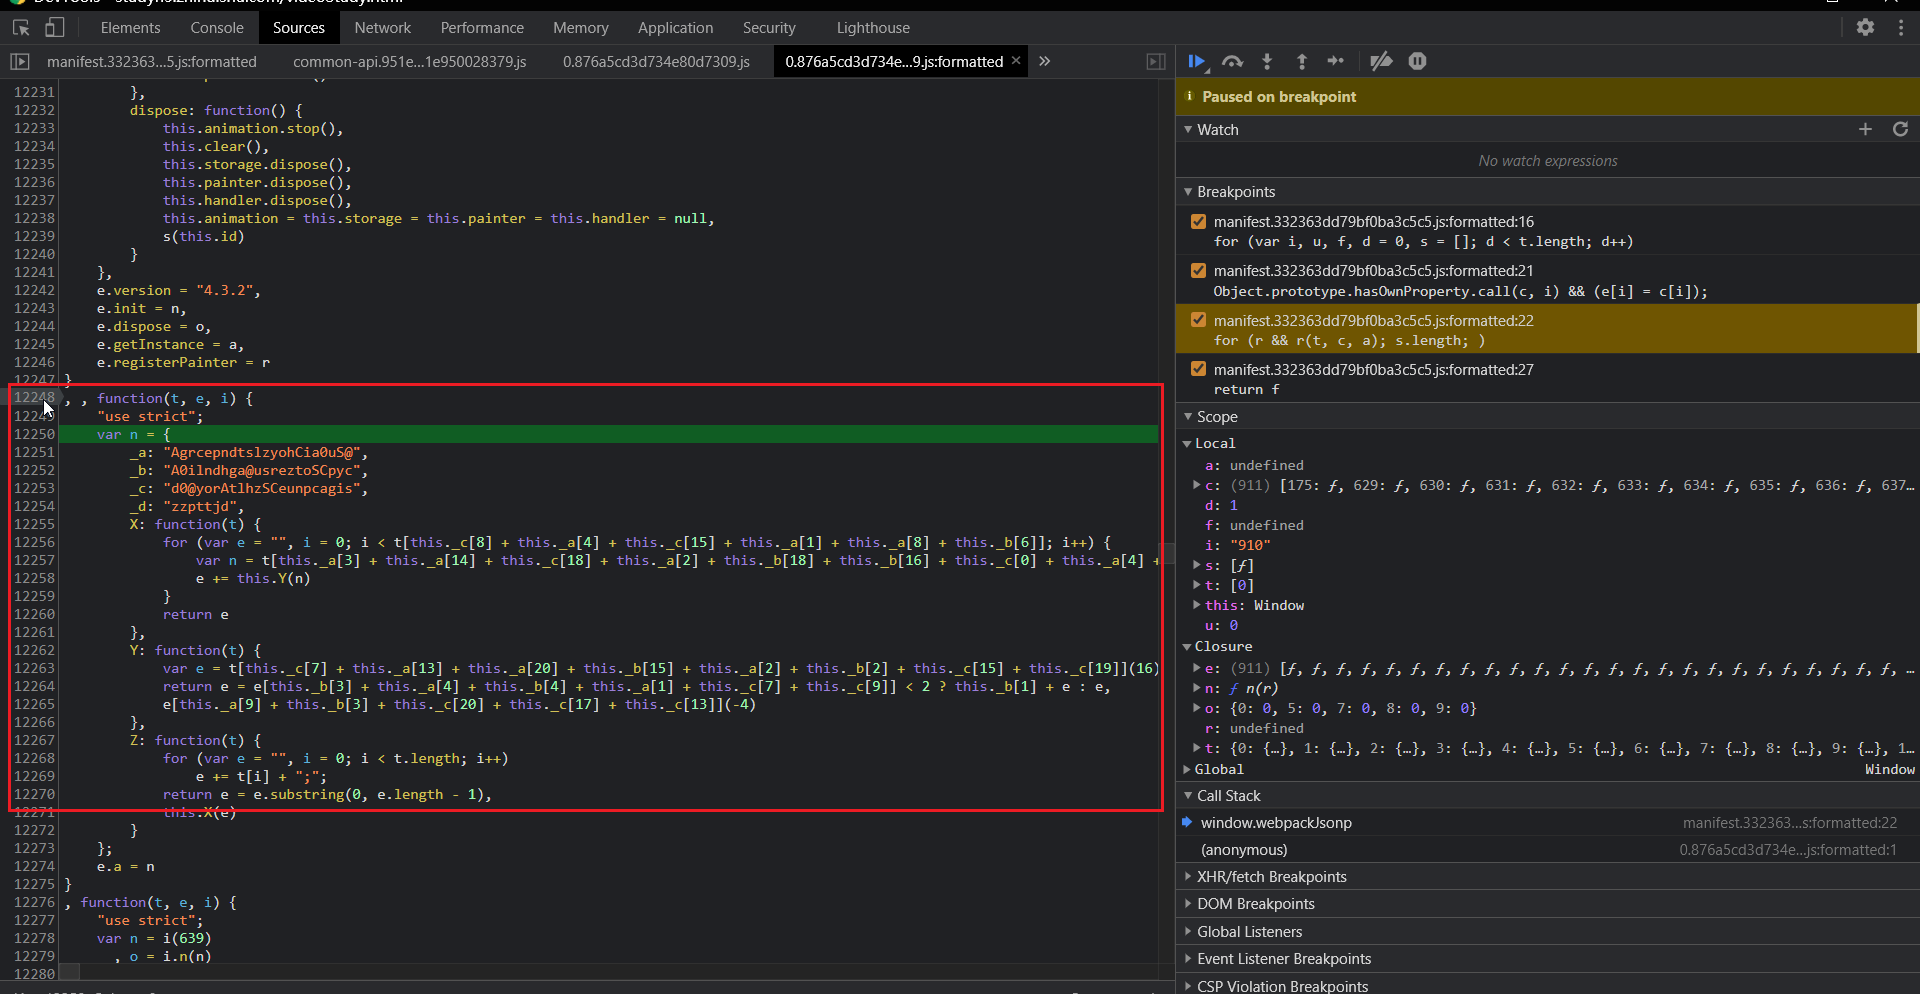 DevTools - studyh5.zhihuishu.com/videoStudy.html
Elements Console Sources Network Performance Memory Application Security Lighthouse
manifest.332363...5.js:formatted common-api.951e...1e950028379.js 0.876a5cd3d734e80d7309.js 0.876a5cd3d734e...9.js:formatted × »
12231 },
12232 dispose: function() {
12233 this.animation.stop(),
12234 this.clear(),
12235 this.storage.dispose(),
12236 this.painter.dispose(),
12237 this.handler.dispose(),
12238 this.animation = this.storage = this.painter = this.handler = null,
12239 s(this.id)
12240 }
12241 },
12242 e.version = "4.3.2",
12243 e.init = n,
12244 e.dispose = o,
12245 e.getInstance = a,
12246 e.registerPainter = r
12247 }
12248 , , function(t, e, i) {
12249 "use strict";
12250 var n = {
12251 _a: "AgrcepndtslzyohCia0uS@",
12252 _b: "A0ilndhga@usreztoSCpyc",
12253 _c: "d0@yorAtlhzSCeunpcagis",
12254 _d: "zzpttjd",
12255 X: function(t) {
12256 for (var e = "", i = 0; i < t[this._c[8] + this._a[4] + this._c[15] + this._a[1] + this._a[8] + this._b[6]]; i++) {
12257 var n = t[this._a[3] + this._a[14] + this._c[18] + this._a[2] + this._b[18] + this._b[16] + this._c[0] + this._a[4] +
12258 e += this.Y(n)
12259 }
12260 return e
12261 },
12262 Y: function(t) {
12263 var e = t[this._c[7] + this._a[13] + this._a[20] + this._b[15] + this._a[2] + this._b[2] + this._c[15] + this._c[19]](16)
12264 return e = e[this._b[3] + this._a[4] + this._b[4] + this._a[1] + this._c[7] + this._c[9]] < 2 ? this._b[1] + e : e,
12265 e[this._a[9] + this._b[3] + this._c[20] + this._c[17] + this._c[13]](-4)
12266 },
12267 Z: function(t) {
12268 for (var e = "", i = 0; i < t.length; i++)
12269 e += t[i] + ";";
12270 return e = e.substring(0, e.length - 1),
12271 this.X(e)
12272 }
12273 };
12274 e.a = n
12275 }
12276 , function(t, e, i) {
12277 "use strict";
12278 var n = i(639)
12279 , o = i.n(n)
12280
Paused on breakpoint
Watch
No watch expressions
Breakpoints
manifest.332363dd79bf0ba3c5c5.js:formatted:16
for (var i, u, f, d = 0, s = []; d < t.length; d++)
manifest.332363dd79bf0ba3c5c5.js:formatted:21
Object.prototype.hasOwnProperty.call(c, i) && (e[i] = c[i]);
manifest.332363dd79bf0ba3c5c5.js:formatted:22
for (r && r(t, c, a); s.length; )
manifest.332363dd79bf0ba3c5c5.js:formatted:27
return f
Scope
Local
a: undefined
c: (911) [175: ƒ, 629: ƒ, 630: ƒ, 631: ƒ, 632: ƒ, 633: ƒ, 634: ƒ, 635: ƒ, 636: ƒ, 637…
d: 1
f: undefined
i: "910"
s: [ƒ]
t: [0]
this: Window
u: 0
Closure
e: (911) [ƒ, ƒ, ƒ, ƒ, ƒ, ƒ, ƒ, ƒ, ƒ, ƒ, ƒ, ƒ, ƒ, ƒ, ƒ, ƒ, ƒ, ƒ, ƒ, ƒ, ƒ, ƒ, ƒ, ƒ, ƒ, …
n: ƒ n(r)
o: {0: 0, 5: 0, 7: 0, 8: 0, 9: 0}
r: undefined
t: {0: {…}, 1: {…}, 2: {…}, 3: {…}, 4: {…}, 5: {…}, 6: {…}, 7: {…}, 8: {…}, 9: {…}, 1…
Global Window
Call Stack
window.webpackJsonp manifest.332363...s:formatted:22
(anonymous) 0.876a5cd3d734e...js:formatted:1
XHR/fetch Breakpoints
DOM Breakpoints
Global Listeners
Event Listener Breakpoints
CSP Violation Breakpoints